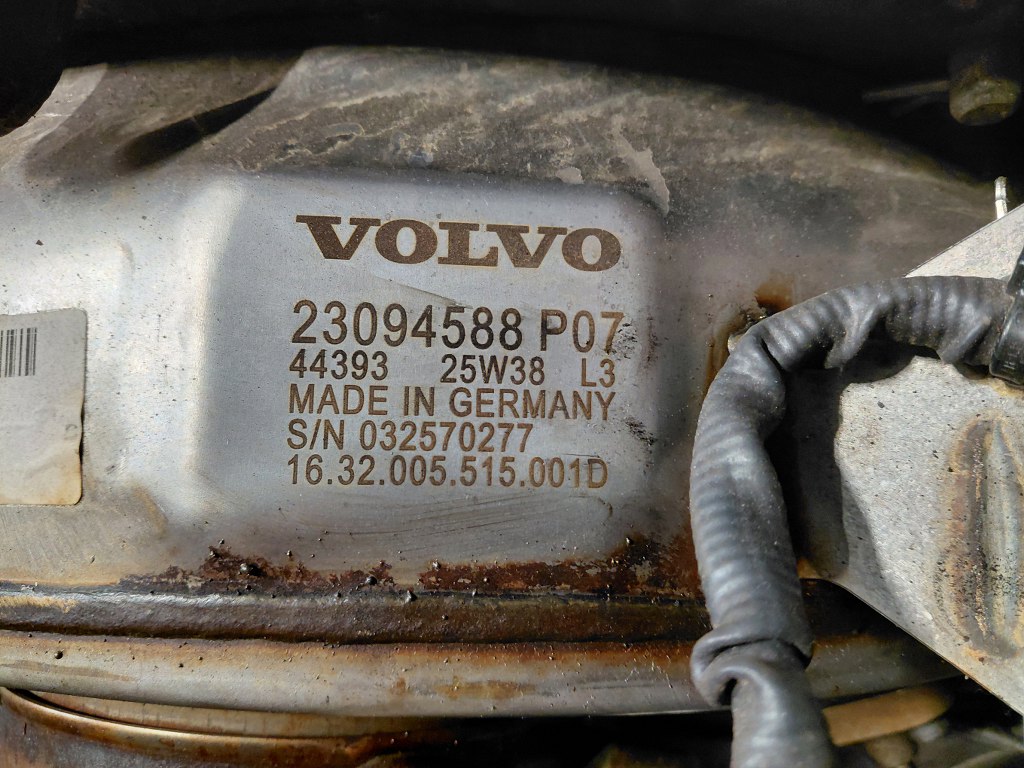 VOLVO
23094588 P07
44393 25W38 L3
MADE IN GERMANY
S/N 032570277
16.32.005.515.001D